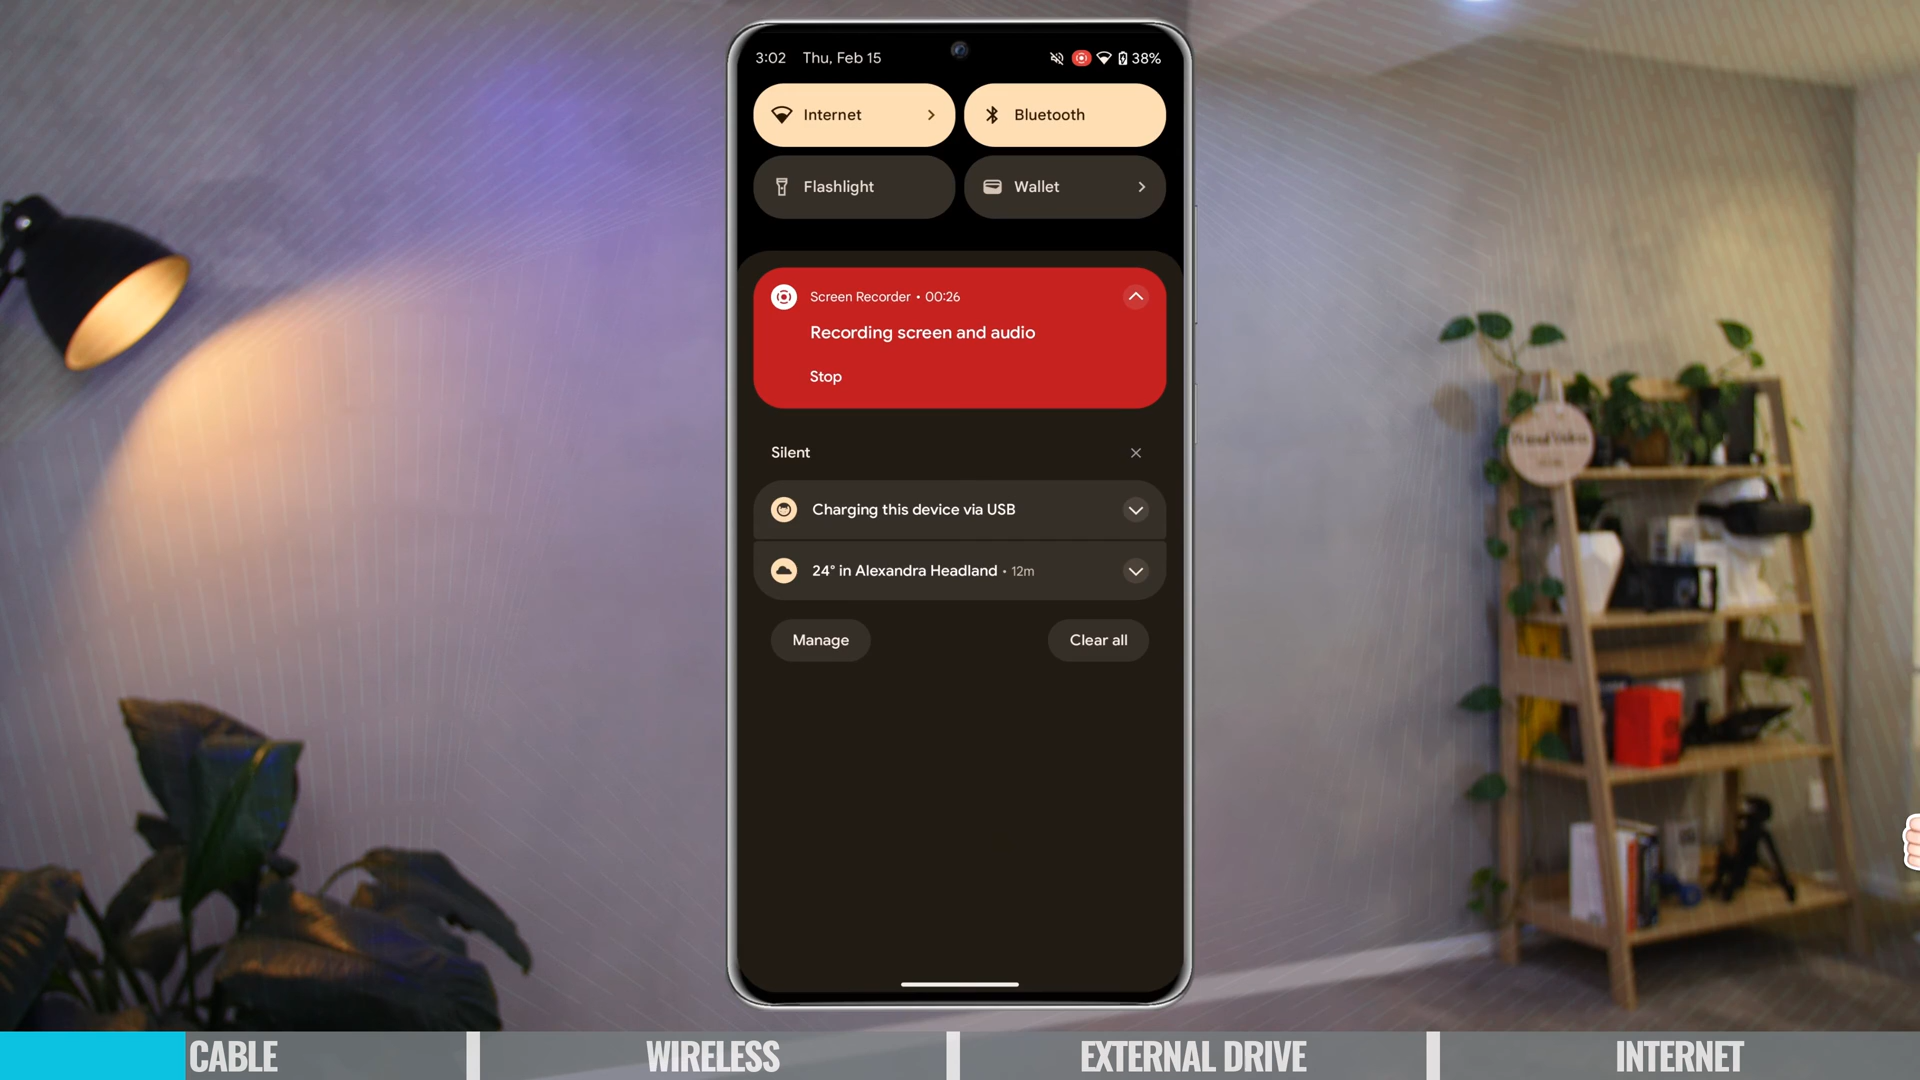 3:02 Thu, Feb 15 38%
Internet Bluetooth
Flashlight Wallet
Screen Recorder • 00:26
Recording screen and audio
Stop
Silent
Charging this device via USB
24° in Alexandra Headland • 12m
Manage Clear all
CABLE WIRELESS EXTERNAL DRIVE INTERNET